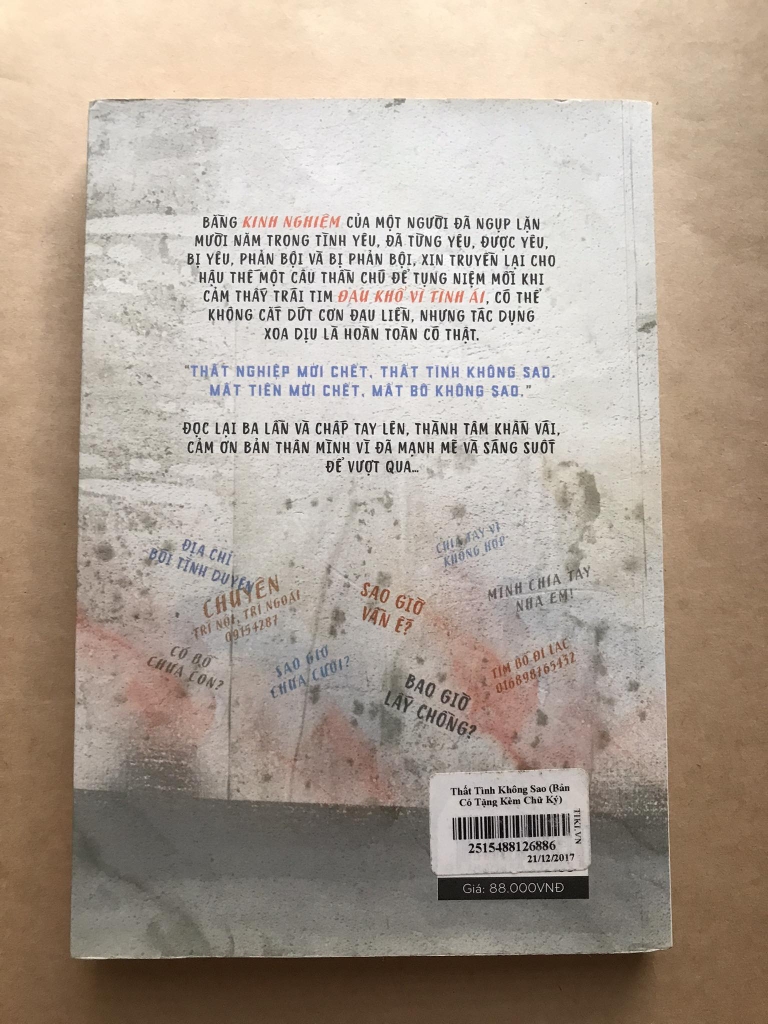 BẰNG KINH NGHIỆM CỦA MỘT NGƯỜI ĐÃ NGỤP LẶN
MƯỜI NĂM TRONG TÌNH YÊU, ĐÃ TỪNG YÊU, ĐƯỢC YÊU,
BỊ YÊU, PHẢN BỘI VÀ BỊ PHẢN BỘI, XIN TRUYỀN LẠI CHO
HẬU THẾ MỘT CÂU THẦN CHÚ ĐỂ TỤNG NIỆM MỖI KHI
CẢM THẤY TRÁI TIM ĐAU KHỔ VÌ TÌNH ÁI, CÓ THỂ
KHÔNG CẮT DỨT CƠN ĐAU LIỀN, NHƯNG TÁC DỤNG
XOA DỊU LÀ HOÀN TOÀN CÓ THẬT.
"THẤT NGHIỆP MỚI CHẾT, THẤT TÌNH KHÔNG SAO.
MẤT TIỀN MỚI CHẾT, MẤT BỒ KHÔNG SAO."
ĐỌC LẠI BA LẦN VÀ CHẮP TAY LÊN, THÀNH TÂM KHẤN VÁI,
CẢM ƠN BẢN THÂN MÌNH VÌ ĐÃ MẠNH MẼ VÀ SÁNG SUỐT
ĐỂ VƯỢT QUA...
ĐỊA CHỈ
BÓI TÌNH DUYÊN
CHIA TAY VÌ
KHÔNG HỢP
CHUYÊN
TRĨ NỘI, TRĨ NGOẠI
09154287
SAO GIỜ
VẪN Ế?
MÌNH CHIA TAY
NHA EM!
CÓ BỒ
CHƯA CON?
SAO GIỜ
CHƯA CƯỚI?
TÌM BỒ ĐI LẠC
016898765432
BAO GIỜ
LẤY CHỒNG?
Thất Tình Không Sao (Bản
Có Tặng Kèm Chữ Ký)
TIKI.VN
2515488126886
21/12/2017
Giá: 88.000VNĐ